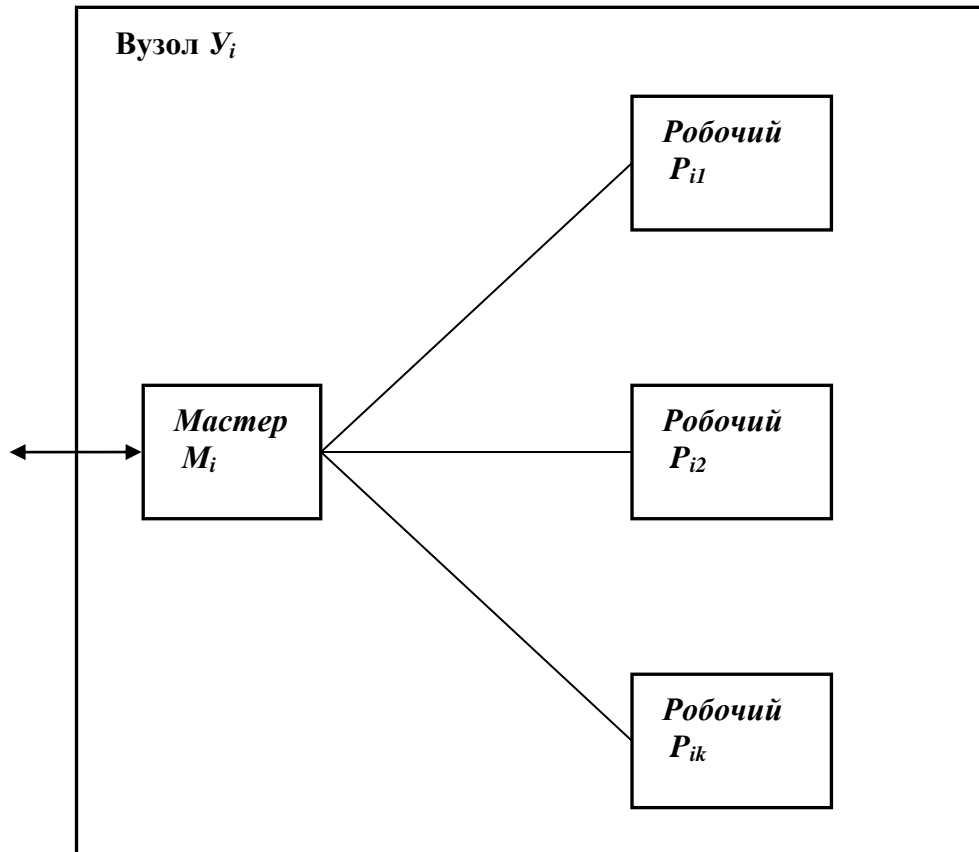 Вузол Уi
Робочий
Pi1
Мастер
Mi
Робочий
Pi2
Робочий
Pik